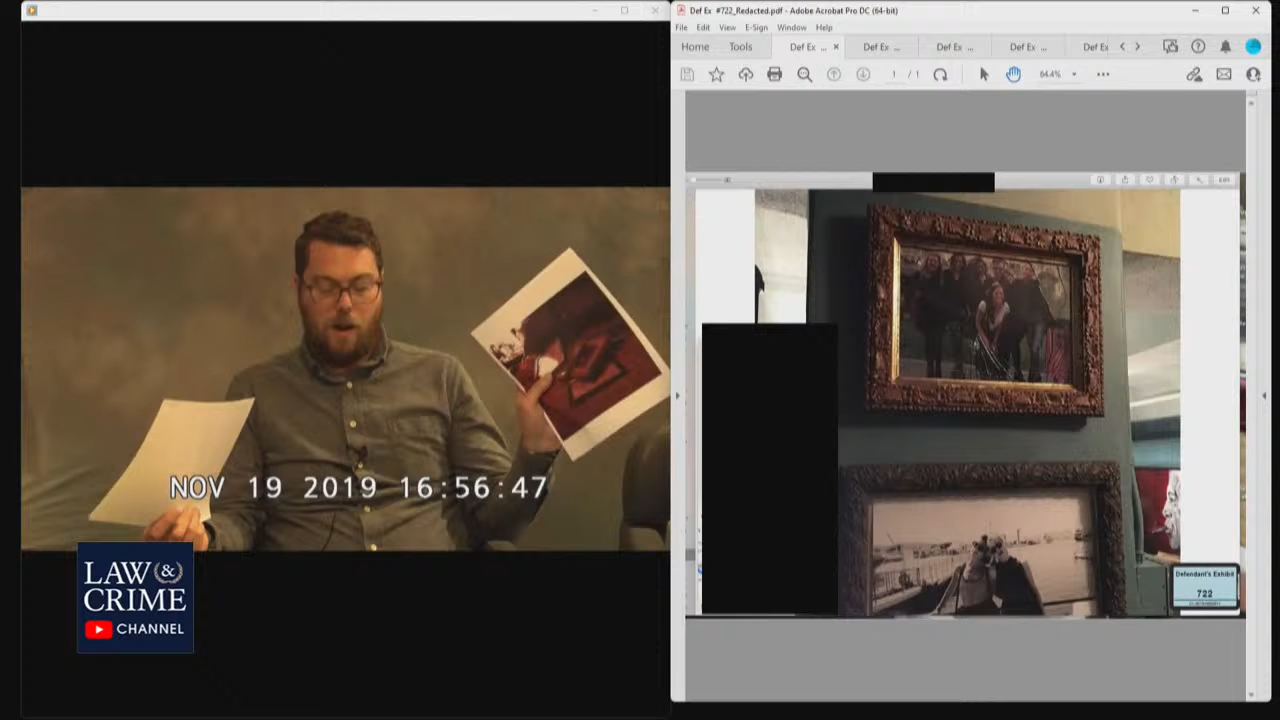 Def Ex #722_Redacted.pdf - Adobe Acrobat Pro DC (64-bit)
File Edit View E-Sign Window Help
Home Tools Def Ex ... Def Ex ... Def Ex ... Def Ex ... Def Ex
1 / 1 64.4%
NOV 19 2019 16:56:47
LAW &
CRIME
CHANNEL
Defendant's Exhibit
722